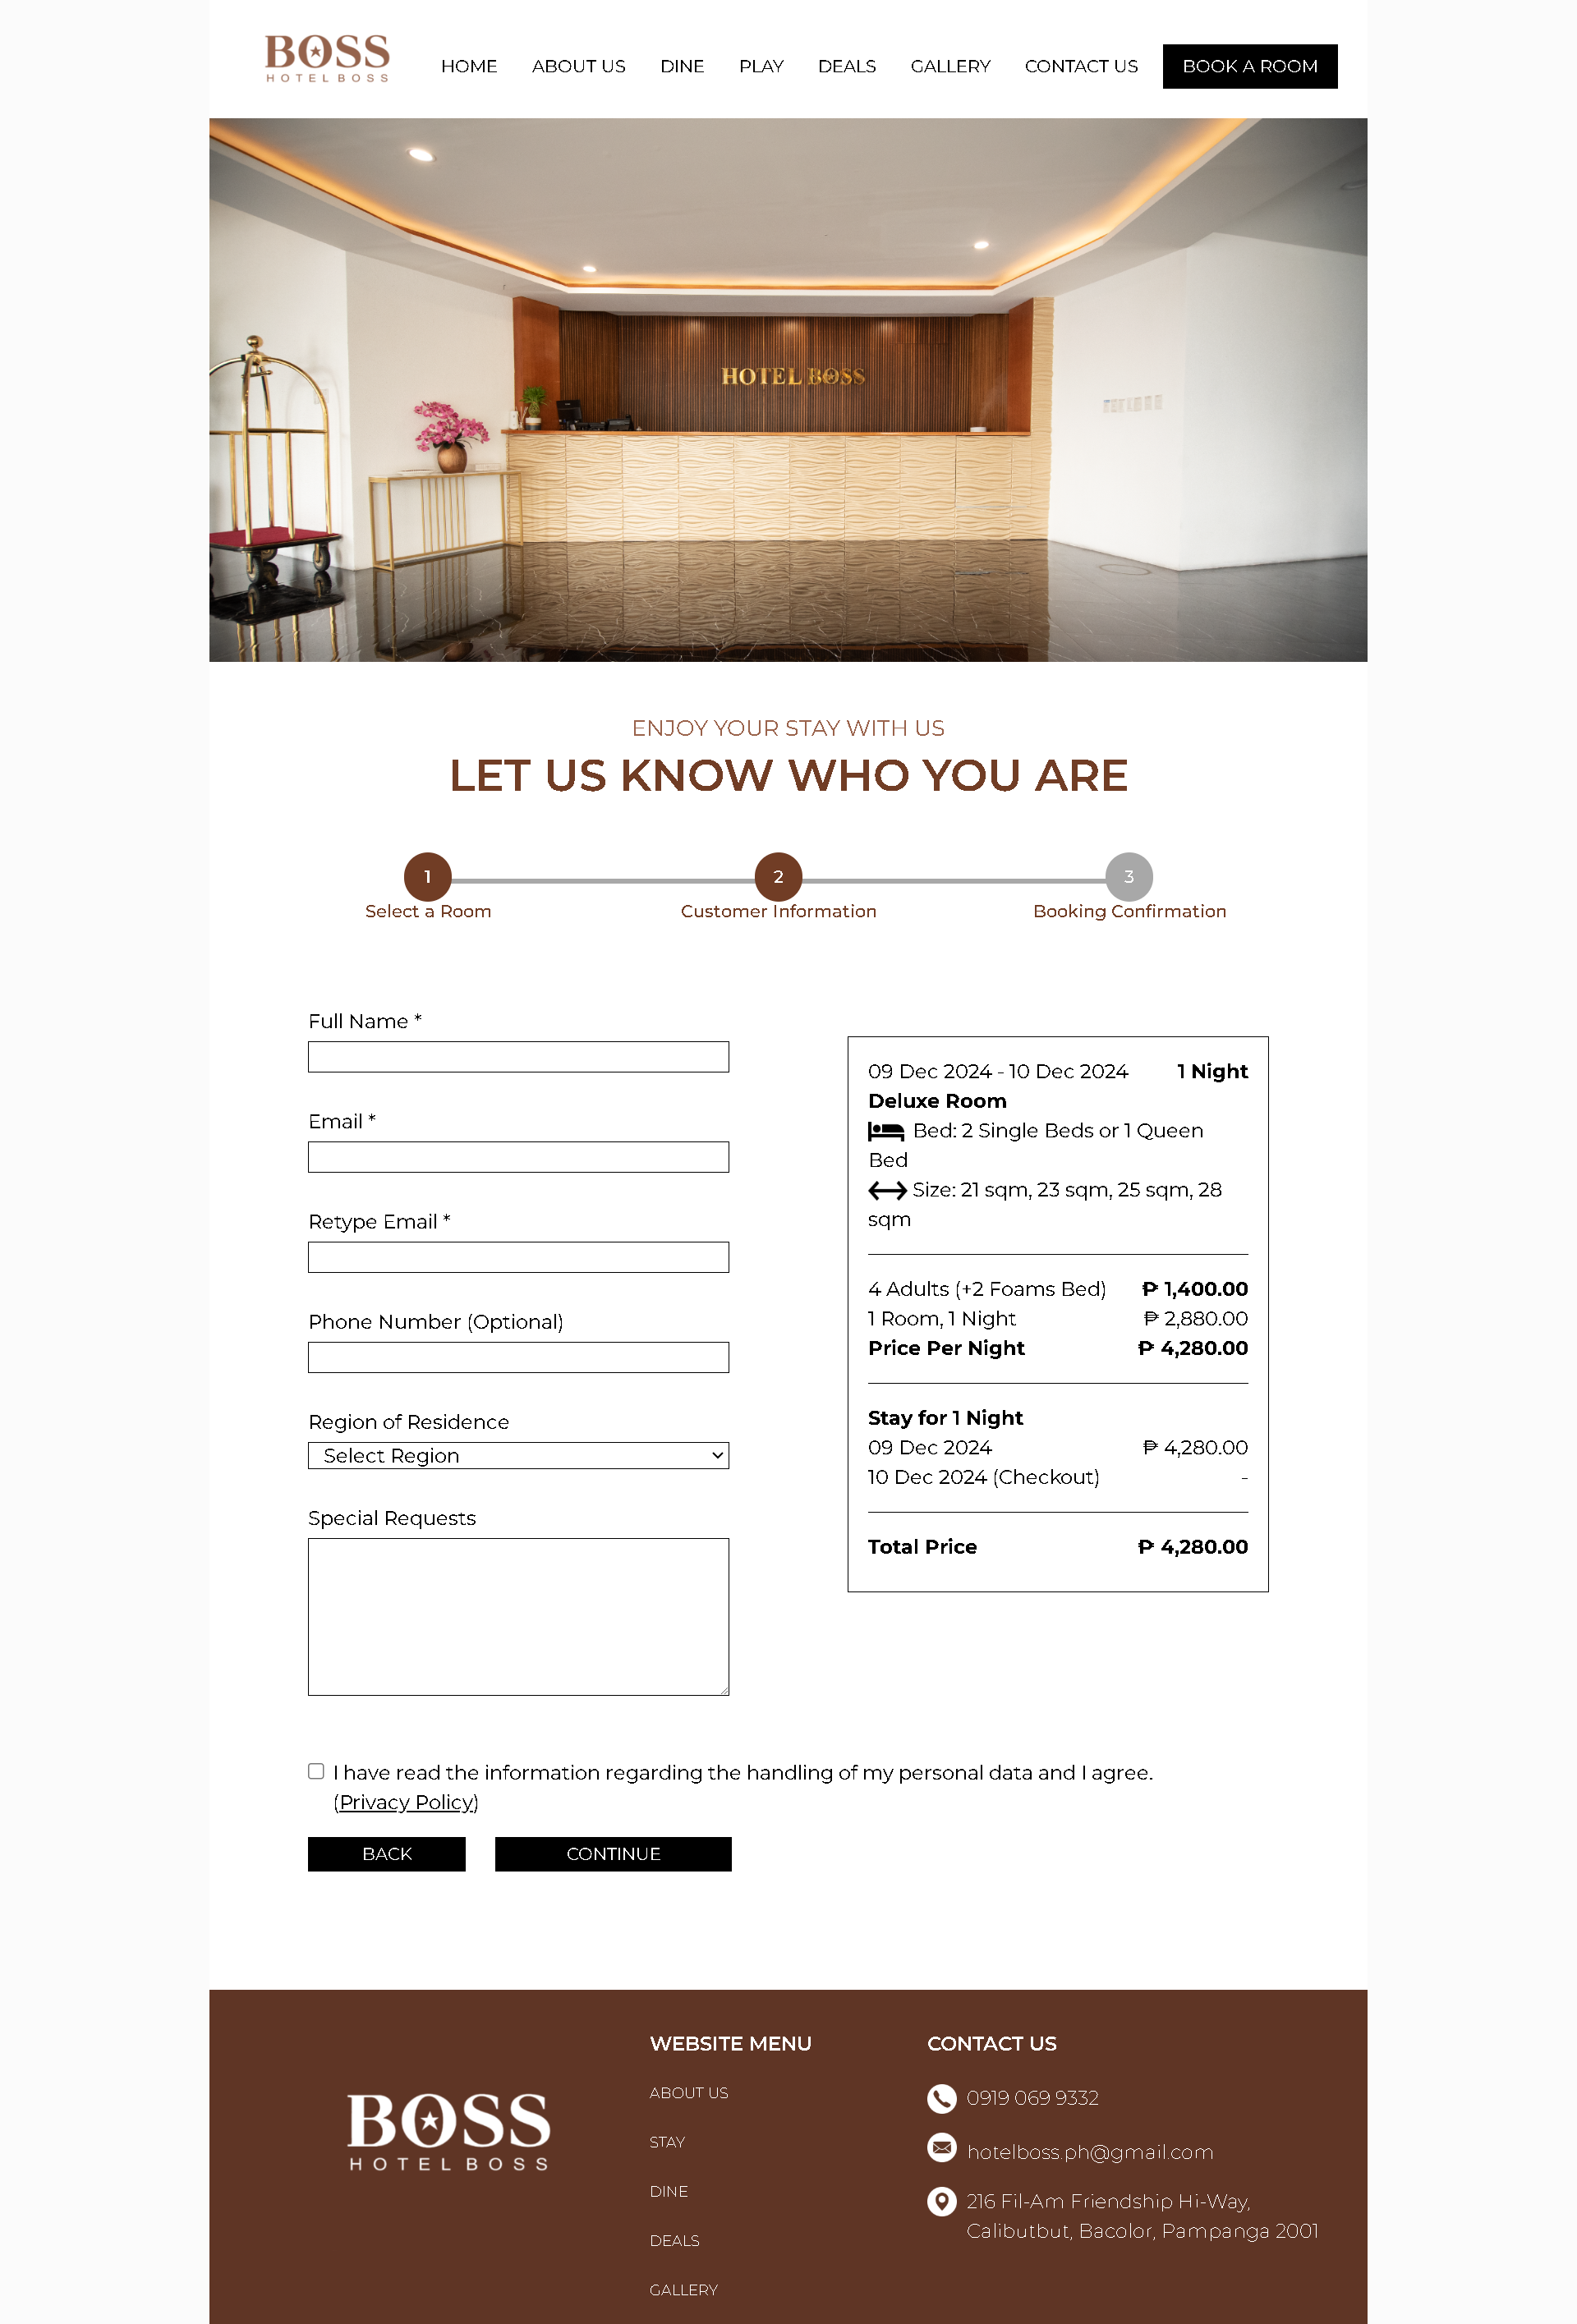 BOSS
HOTEL BOSS
HOME ABOUT US DINE PLAY DEALS GALLERY CONTACT US BOOK A ROOM
HOTEL BOSS
ENJOY YOUR STAY WITH US
LET US KNOW WHO YOU ARE
1 2 3
Select a Room Customer Information Booking Confirmation
Full Name *
Email *
Retype Email *
Phone Number (Optional)
Region of Residence
Select Region
Special Requests
09 Dec 2024 - 10 Dec 2024 1 Night
Deluxe Room
Bed: 2 Single Beds or 1 Queen
Bed
Size: 21 sqm, 23 sqm, 25 sqm, 28
sqm
4 Adults (+2 Foams Bed) ₱ 1,400.00
1 Room, 1 Night ₱ 2,880.00
Price Per Night ₱ 4,280.00
Stay for 1 Night
09 Dec 2024 ₱ 4,280.00
10 Dec 2024 (Checkout) -
Total Price ₱ 4,280.00
I have read the information regarding the handling of my personal data and I agree.
(Privacy Policy)
BACK CONTINUE
BOSS
HOTEL BOSS
WEBSITE MENU
ABOUT US
STAY
DINE
DEALS
GALLERY
CONTACT US
0919 069 9332
hotelboss.ph@gmail.com
216 Fil-Am Friendship Hi-Way,
Calibutbut, Bacolor, Pampanga 2001